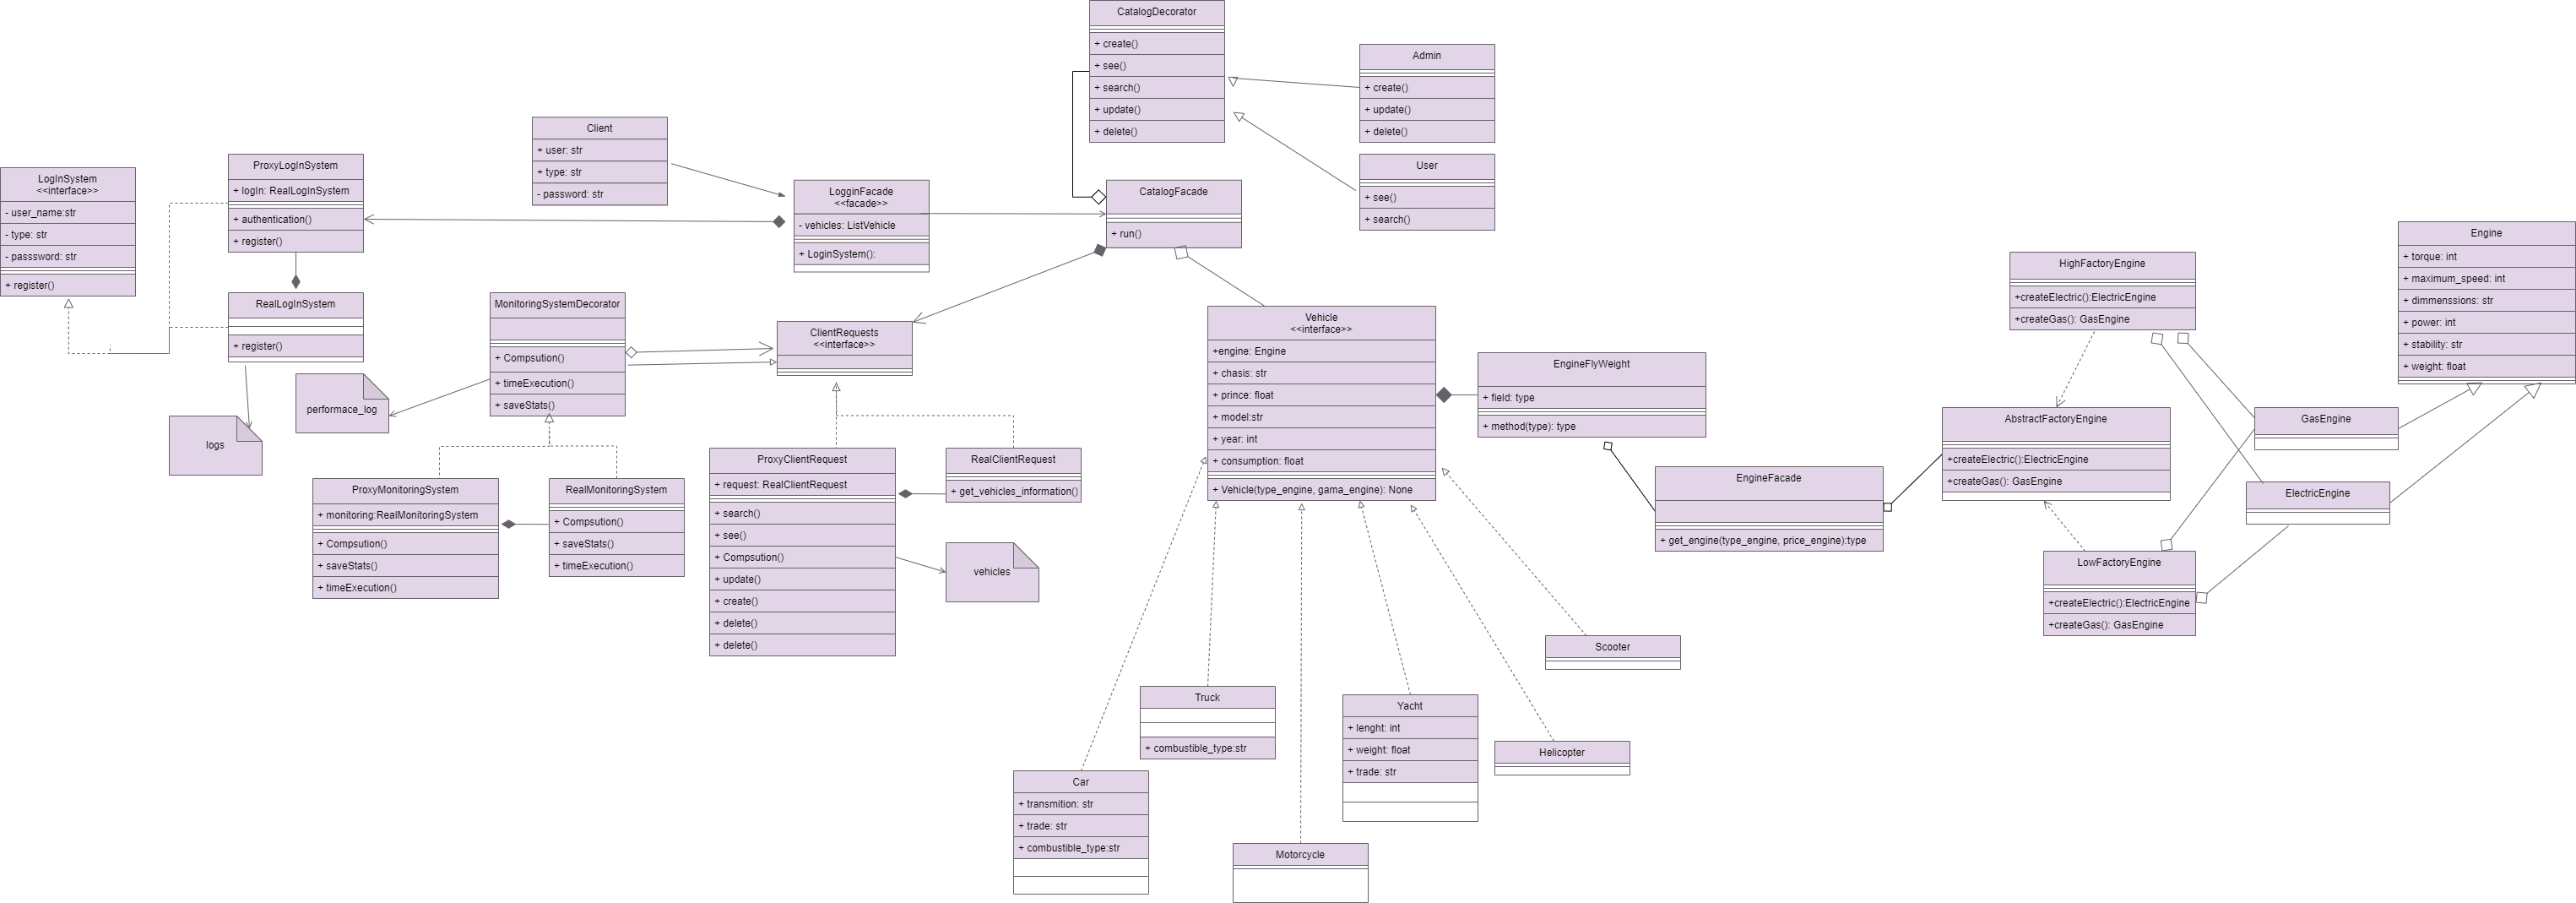 CatalogDecorator
+ create()
+ see()
+ search()
+ update()
+ delete()
Admin
+ create()
+ update()
+ delete()
User
+ see()
+ search()
Client
+ user: str
+ type: str
- password: str
LogInSystem
<<interface>>
- user_name:str
- type: str
- passsword: str
+ register()
ProxyLogInSystem
+ logIn: RealLogInSystem
+ authentication()
+ register()
LogginFacade
<<facade>>
- vehicles: ListVehicle
+ LoginSystem():
CatalogFacade
+ run()
RealLogInSystem
+ register()
MonitoringSystemDecorator
+ Compsution()
+ timeExecution()
+ saveStats()
ClientRequests
<<interface>>
performace_log
logs
ProxyMonitoringSystem
+ monitoring:RealMonitoringSystem
+ Compsution()
+ saveStats()
+ timeExecution()
RealMonitoringSystem
+ Compsution()
+ saveStats()
+ timeExecution()
ProxyClientRequest
+ request: RealClientRequest
+ search()
+ see()
+ Compsution()
+ update()
+ create()
+ delete()
+ delete()
RealClientRequest
+ get_vehicles_information()
vehicles
Vehicle
<<interface>>
+engine: Engine
+ chasis: str
+ prince: float
+ model:str
+ year: int
+ consumption: float
+ Vehicle(type_engine, gama_engine): None
EngineFlyWeight
+ field: type
+ method(type): type
EngineFacade
+ get_engine(type_engine, price_engine):type
HighFactoryEngine
+createElectric():ElectricEngine
+createGas(): GasEngine
AbstractFactoryEngine
+createElectric():ElectricEngine
+createGas(): GasEngine
LowFactoryEngine
+createElectric():ElectricEngine
+createGas(): GasEngine
Engine
+ torque: int
+ maximum_speed: int
+ dimmenssions: str
+ power: int
+ stability: str
+ weight: float
GasEngine
ElectricEngine
Scooter
Truck
+ combustible_type:str
Yacht
+ lenght: int
+ weight: float
+ trade: str
Helicopter
Car
+ transmition: str
+ trade: str
+ combustible_type:str
Motorcycle